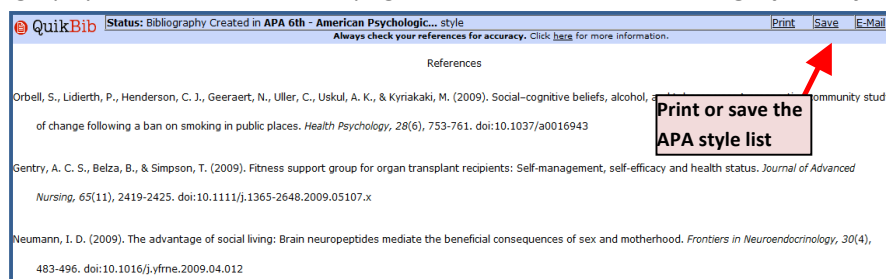 QuikBib Status: Bibliography Created in APA 6th - American Psychologic... style Print Save E-Mail
Always check your references for accuracy. Click here for more information.
References
Orbell, S., Lidierth, P., Henderson, C. J., Geeraert, N., Uller, C., Uskul, A. K., & Kyriakaki, M. (2009). Social–cognitive beliefs, alcohol, community stud
of change following a ban on smoking in public places. Health Psychology, 28(6), 753-761. doi:10.1037/a0016943
Print or save the
APA style list
Gentry, A. C. S., Belza, B., & Simpson, T. (2009). Fitness support group for organ transplant recipients: Self-management, self-efficacy and health status. Journal of Advanced
Nursing, 65(11), 2419-2425. doi:10.1111/j.1365-2648.2009.05107.x
Neumann, I. D. (2009). The advantage of social living: Brain neuropeptides mediate the beneficial consequences of sex and motherhood. Frontiers in Neuroendocrinology, 30(4),
483-496. doi:10.1016/j.yfrne.2009.04.012